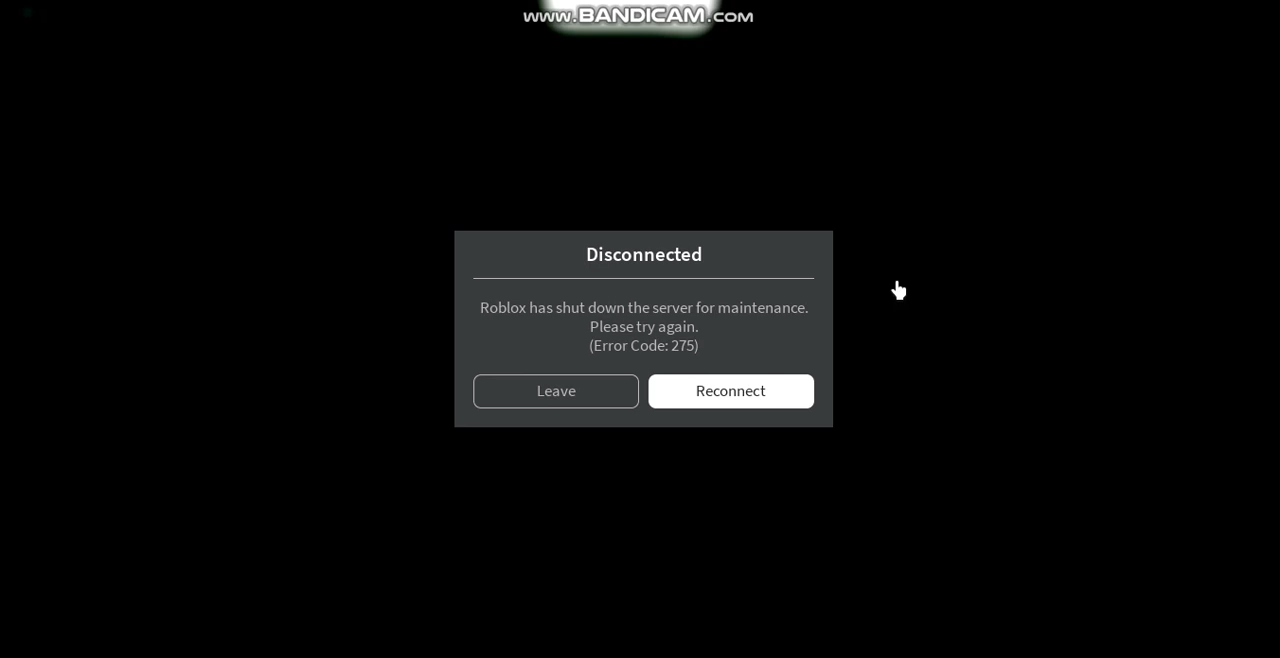 www.BANDICAM.COM
Disconnected
Roblox has shut down the server for maintenance.
Please try again.
(Error Code: 275)
Leave
Reconnect